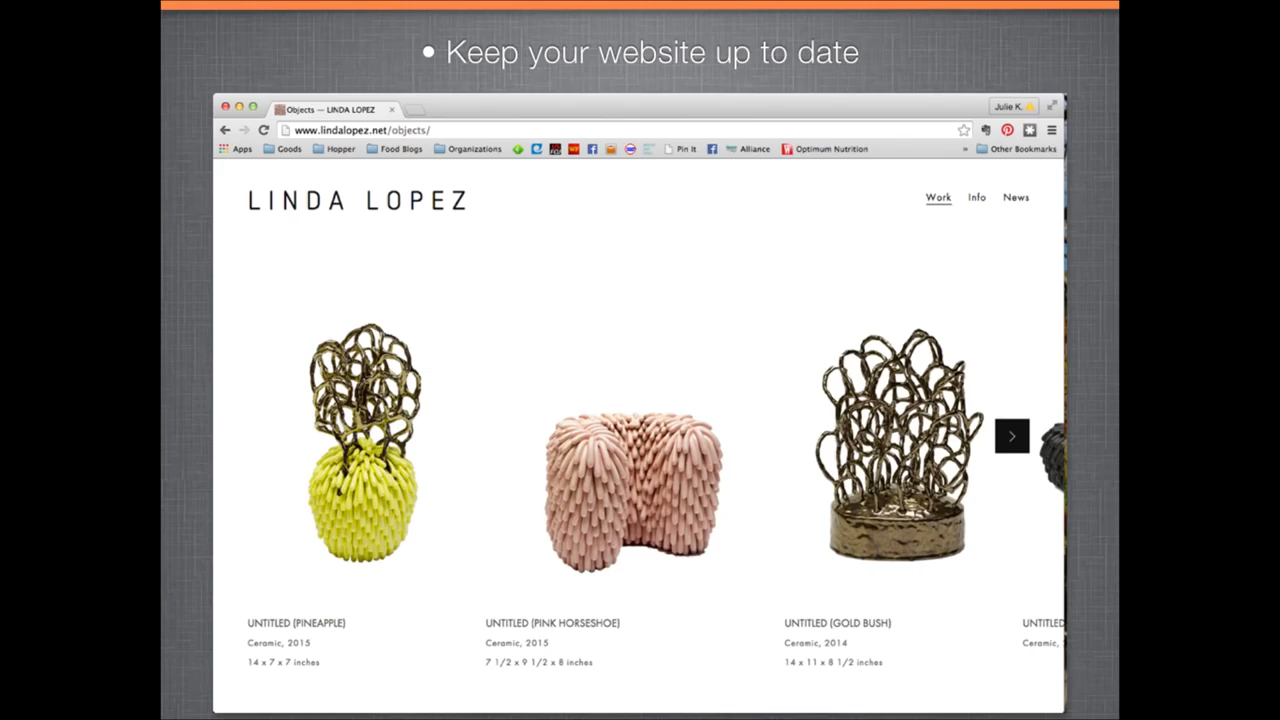 • Keep your website up to date
Objects — LINDA LOPEZ
Julie K.
www.lindalopez.net/objects/
Apps Goods Hopper Food Blogs Organizations Pin It Alliance Optimum Nutrition » Other Bookmarks
LINDA LOPEZ
Work Info News
UNTITLED (PINEAPPLE)
Ceramic, 2015
14 x 7 x 7 inches
UNTITLED (PINK HORSESHOE)
Ceramic, 2015
7 1/2 x 9 1/2 x 8 inches
UNTITLED (GOLD BUSH)
Ceramic, 2014
14 x 11 x 8 1/2 inches
UNTITLED
Ceramic,